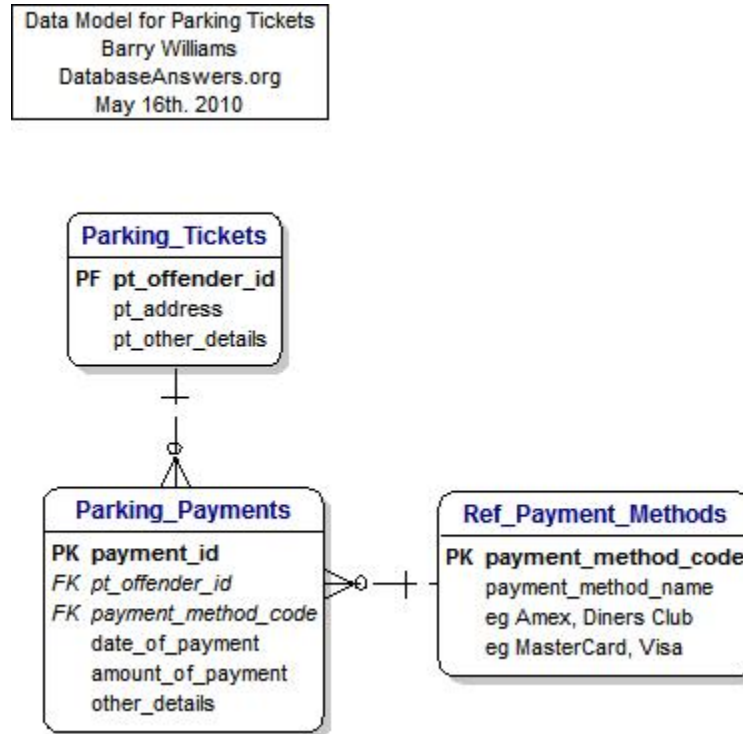 Data Model for Parking Tickets
Barry Williams
DatabaseAnswers.org
May 16th. 2010
Parking_Tickets
PF pt_offender_id
pt_address
pt_other_details
Parking_Payments
PK payment_id
FK pt_offender_id
FK payment_method_code
date_of_payment
amount_of_payment
other_details
Ref_Payment_Methods
PK payment_method_code
payment_method_name
eg Amex, Diners Club
eg MasterCard, Visa